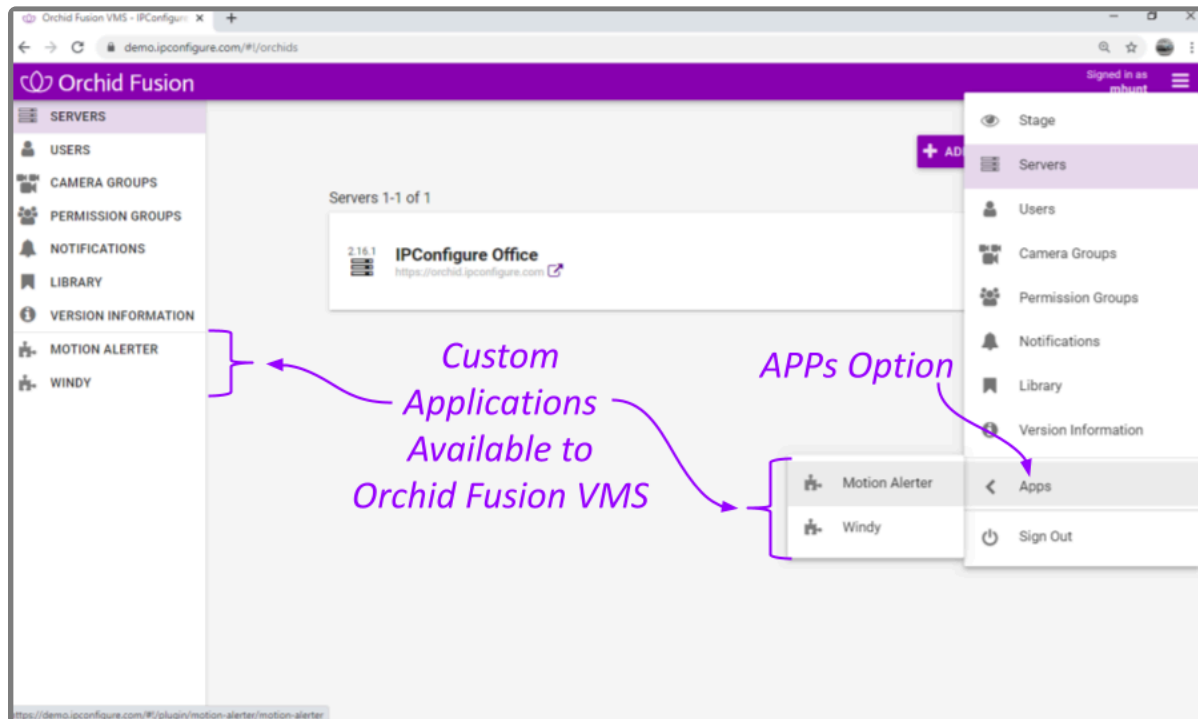 Orchid Fusion VMS - IPConfigure
demo.ipconfigure.com/#!/orchids
Orchid Fusion
Signed in as
mhunt
SERVERS
USERS
CAMERA GROUPS
PERMISSION GROUPS
NOTIFICATIONS
LIBRARY
VERSION INFORMATION
MOTION ALERTER
WINDY
Servers 1-1 of 1
2.16.1
IPConfigure Office
https://orchid.ipconfigure.com
Custom
Applications
Available to
Orchid Fusion VMS
APPs Option
Stage
Servers
Users
Camera Groups
Permission Groups
Notifications
Library
Version Information
Apps
Sign Out
Motion Alerter
Windy
https://demo.ipconfigure.com/#!/plugin/motion-alerter/motion-alerter